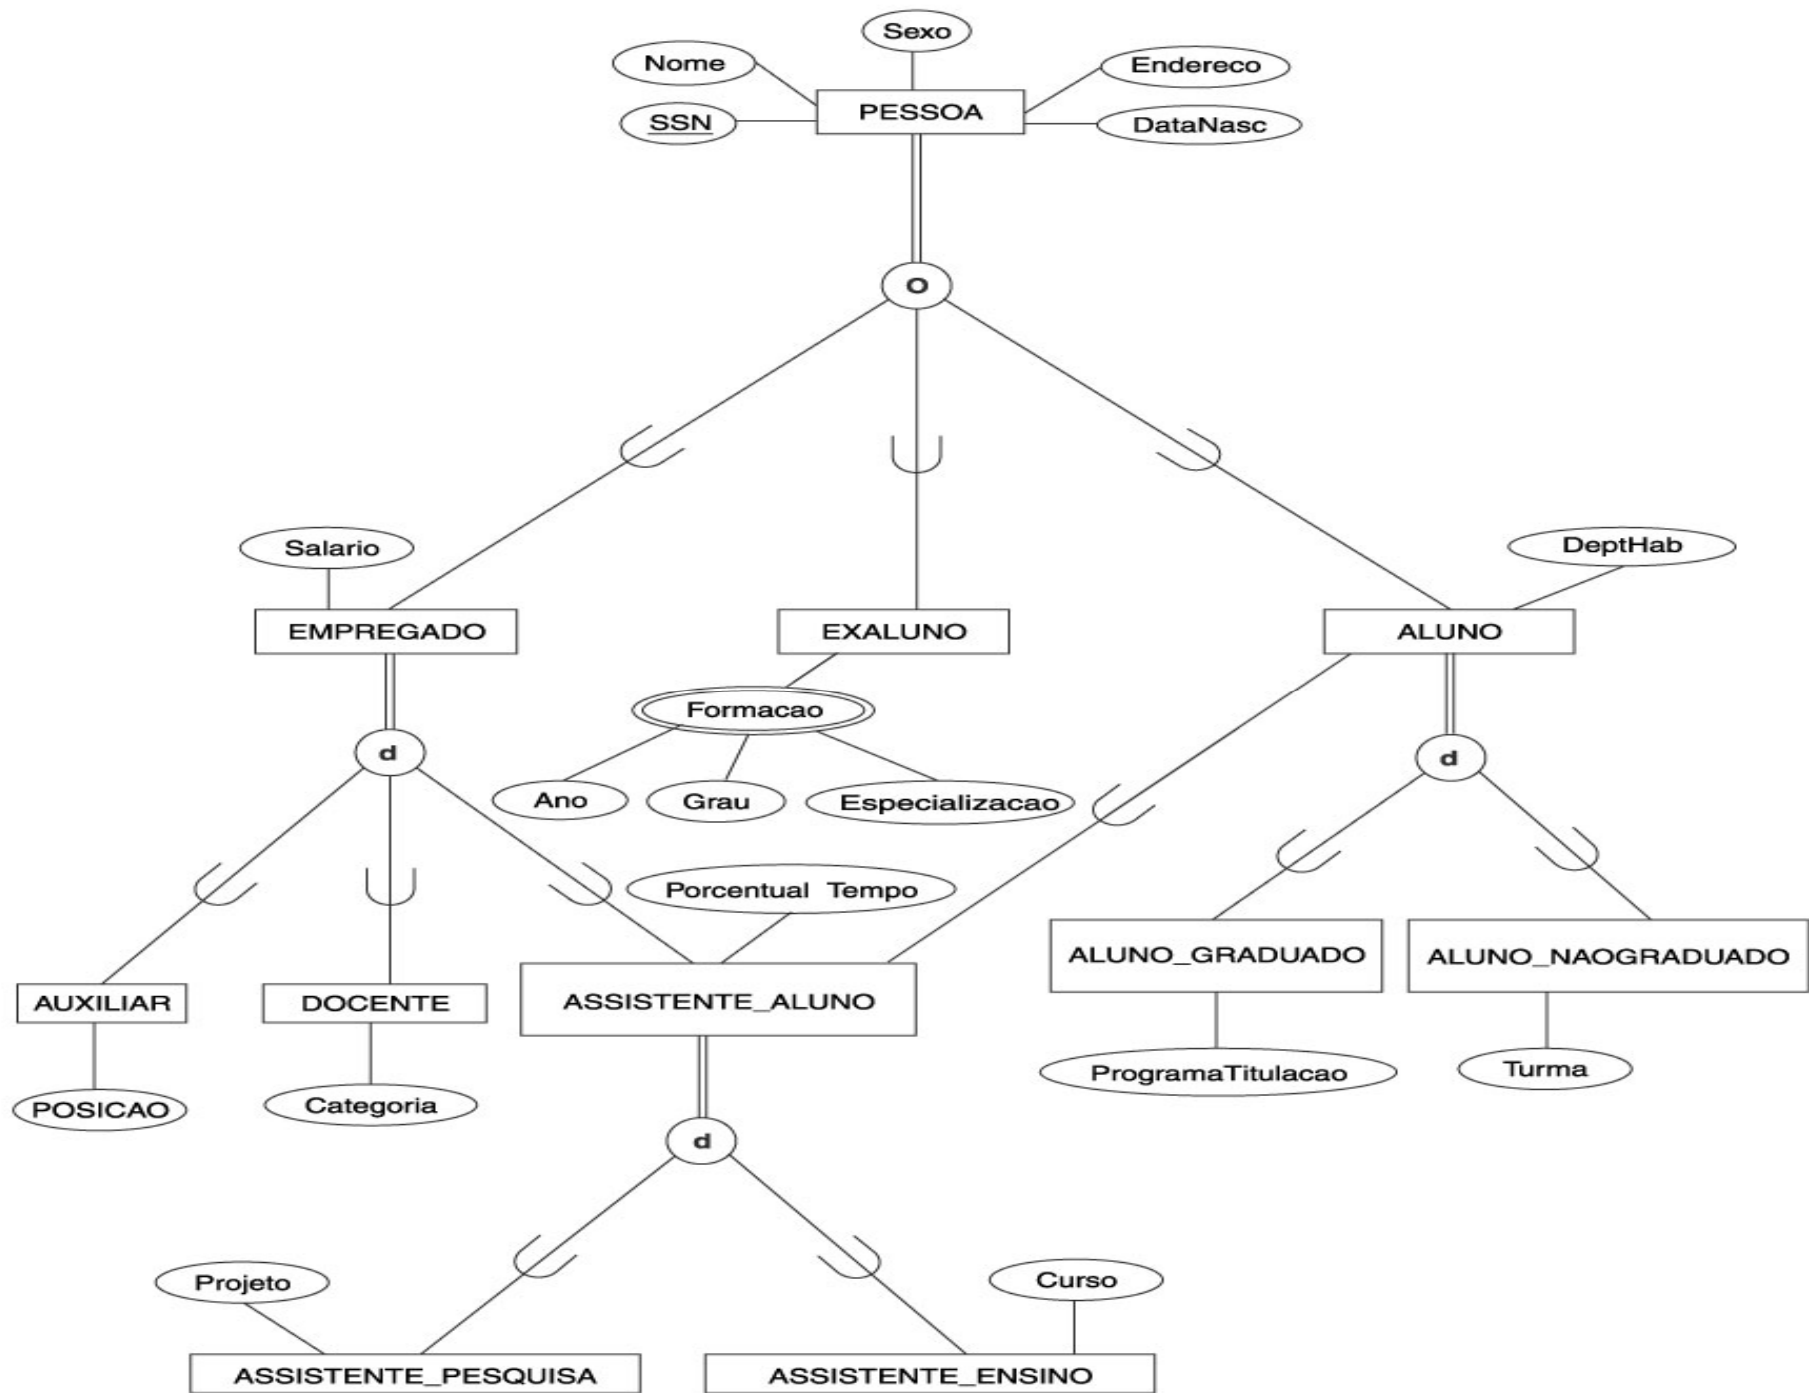 Sexo
Nome
Endereco
PESSOA
SSN
DataNasc
O
Salario
DeptHab
EMPREGADO
EXALUNO
ALUNO
Formacao
d
d
Ano
Grau
Especializacao
Porcentual Tempo
ALUNO_GRADUADO
ALUNO_NAOGRADUADO
AUXILIAR
DOCENTE
ASSISTENTE_ALUNO
ProgramaTitulacao
Turma
POSICAO
Categoria
d
Projeto
Curso
ASSISTENTE_PESQUISA
ASSISTENTE_ENSINO